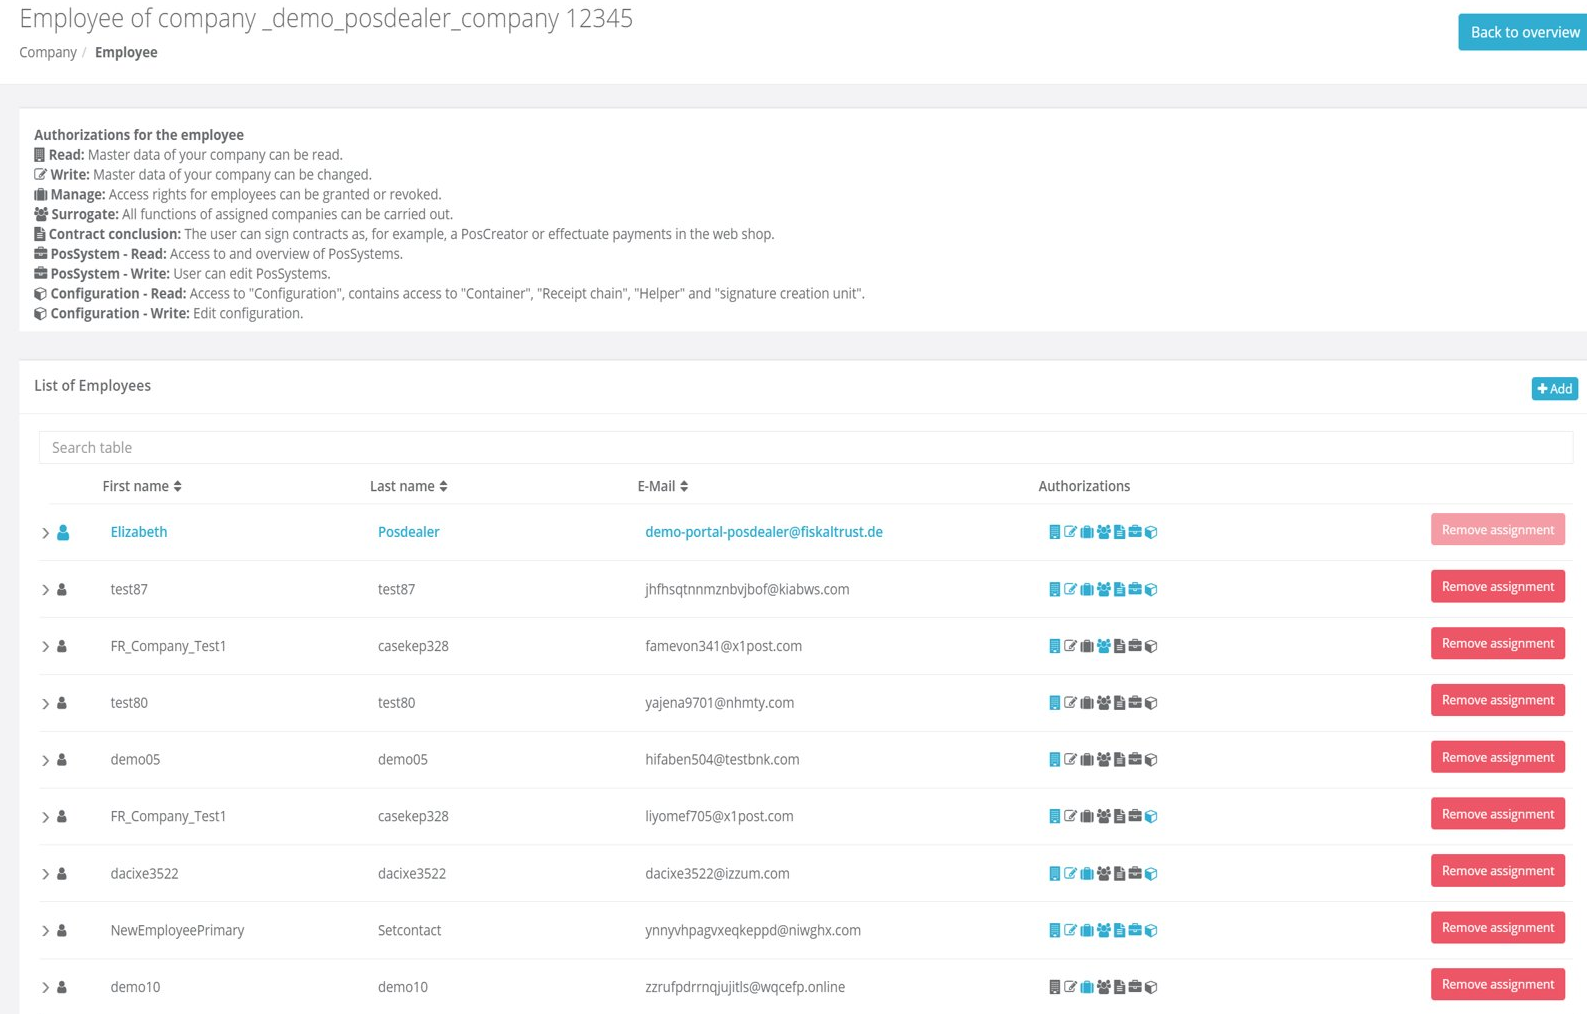 Employee of company _demo_posdealer_company 12345
Back to overview
Company / Employee
Authorizations for the employee
Read: Master data of your company can be read.
Write: Master data of your company can be changed.
Manage: Access rights for employees can be granted or revoked.
Surrogate: All functions of assigned companies can be carried out.
Contract conclusion: The user can sign contracts as, for example, a PosCreator or effectuate payments in the web shop.
PosSystem - Read: Access to and overview of PosSystems.
PosSystem - Write: User can edit PosSystems.
Configuration - Read: Access to "Configuration", contains access to "Container", "Receipt chain", "Helper" and "signature creation unit".
Configuration - Write: Edit configuration.
List of Employees
+ Add
Search table
First name Last name E-Mail Authorizations
Elizabeth Posdealer demo-portal-posdealer@fiskaltrust.de Remove assignment
test87 test87 jhfhsqtnnmznbvjbof@kiabws.com Remove assignment
FR_Company_Test1 casekep328 famevon341@x1post.com Remove assignment
test80 test80 yajena9701@nhmty.com Remove assignment
demo05 demo05 hifaben504@testbnk.com Remove assignment
FR_Company_Test1 casekep328 liyomef705@x1post.com Remove assignment
dacixe3522 dacixe3522 dacixe3522@izzum.com Remove assignment
NewEmployeePrimary Setcontact ynnyvhpagvxeqkeppd@niwghx.com Remove assignment
demo10 demo10 zzrufpdrrnqjujitls@wqcefp.online Remove assignment